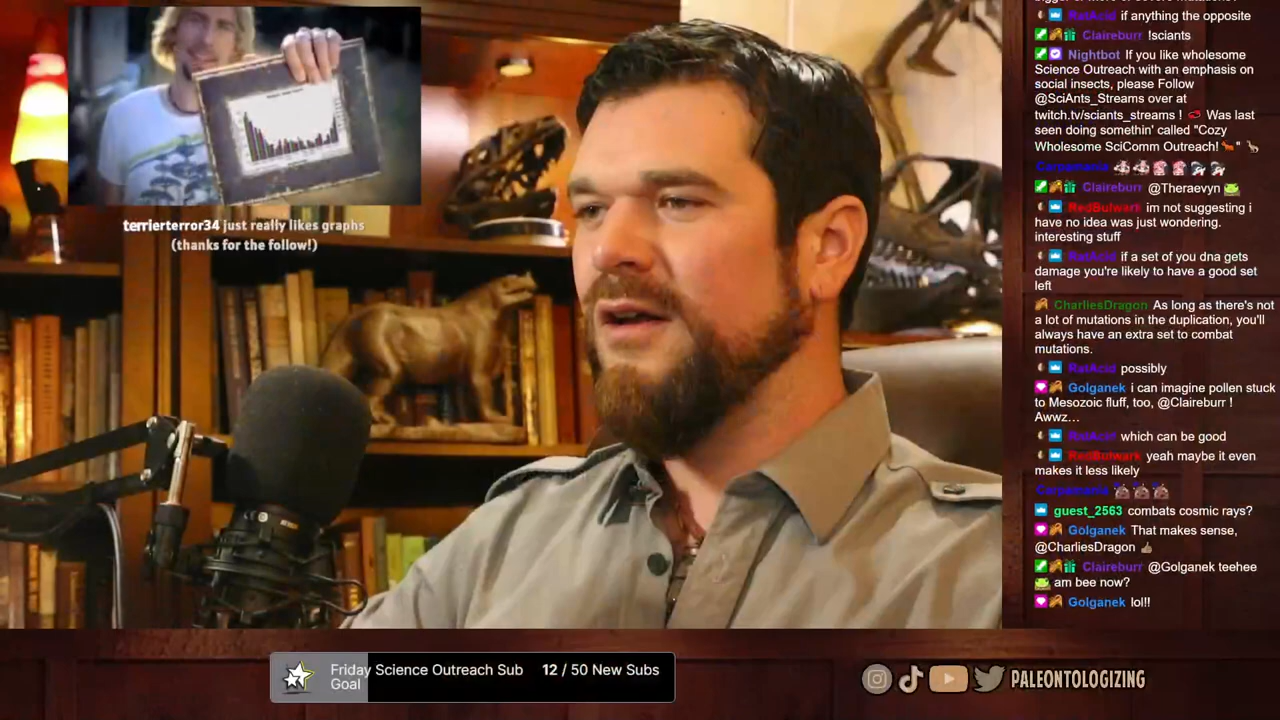 terrierterror34 just really likes graphs
(thanks for the follow!)
RatAcid if anything the opposite
Claireburr !sciants
Nightbot If you like wholesome
Science Outreach with an emphasis on
social insects, please Follow
@SciAnts_Streams over at
twitch.tv/sciants_streams ! Was last
seen doing somethin' called "Cozy
Wholesome SciComm Outreach! "
Carpamania
Claireburr @Theraevyn
RedBulwark im not suggesting i
have no idea was just wondering.
interesting stuff
RatAcid if a set of you dna gets
damage you're likely to have a good set
left
CharliesDragon As long as there's not
a lot of mutations in the duplication, you'll
always have an extra set to combat
mutations.
RatAcid possibly
Golganek i can imagine pollen stuck
to Mesozoic fluff, too, @Claireburr !
Awwz...
RatAcid which can be good
RedBulwark yeah maybe it even
makes it less likely
Carpamania
guest_2563 combats cosmic rays?
Golganek That makes sense,
@CharliesDragon 👍
Claireburr @Golganek teehee
am bee now?
Golganek lol!!
Friday Science Outreach Sub
Goal
12 / 50 New Subs
PALEONTOLOGIZING